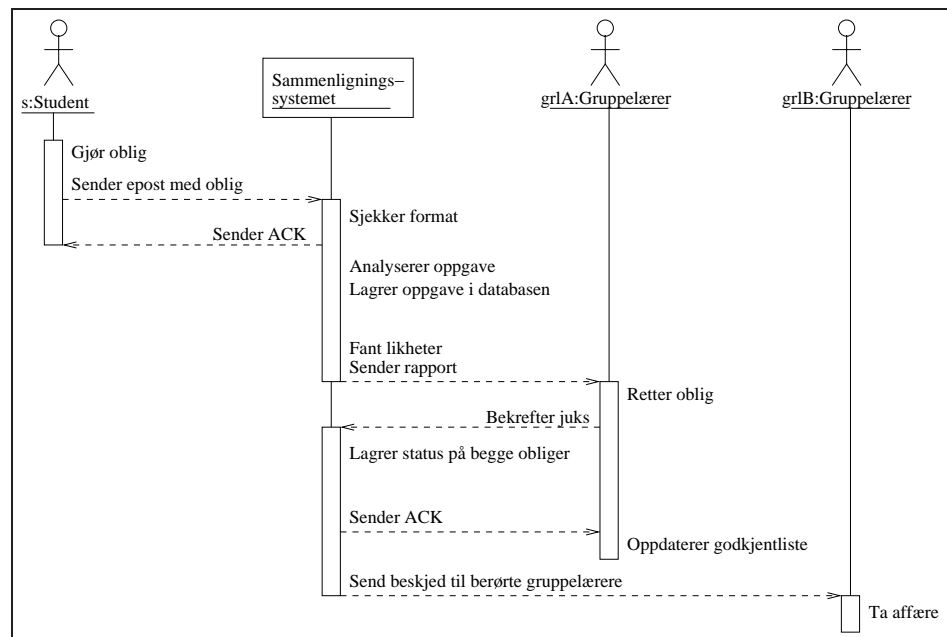 s:Student
Sammenlignings–
systemet
grlA:Gruppelærer
grlB:Gruppelærer
Gjør oblig
Sender epost med oblig
Sjekker format
Sender ACK
Analyserer oppgave
Lagrer oppgave i databasen
Fant likheter
Sender rapport
Retter oblig
Bekrefter juks
Lagrer status på begge obliger
Sender ACK
Oppdaterer godkjentliste
Send beskjed til berørte gruppelærere
Ta affære